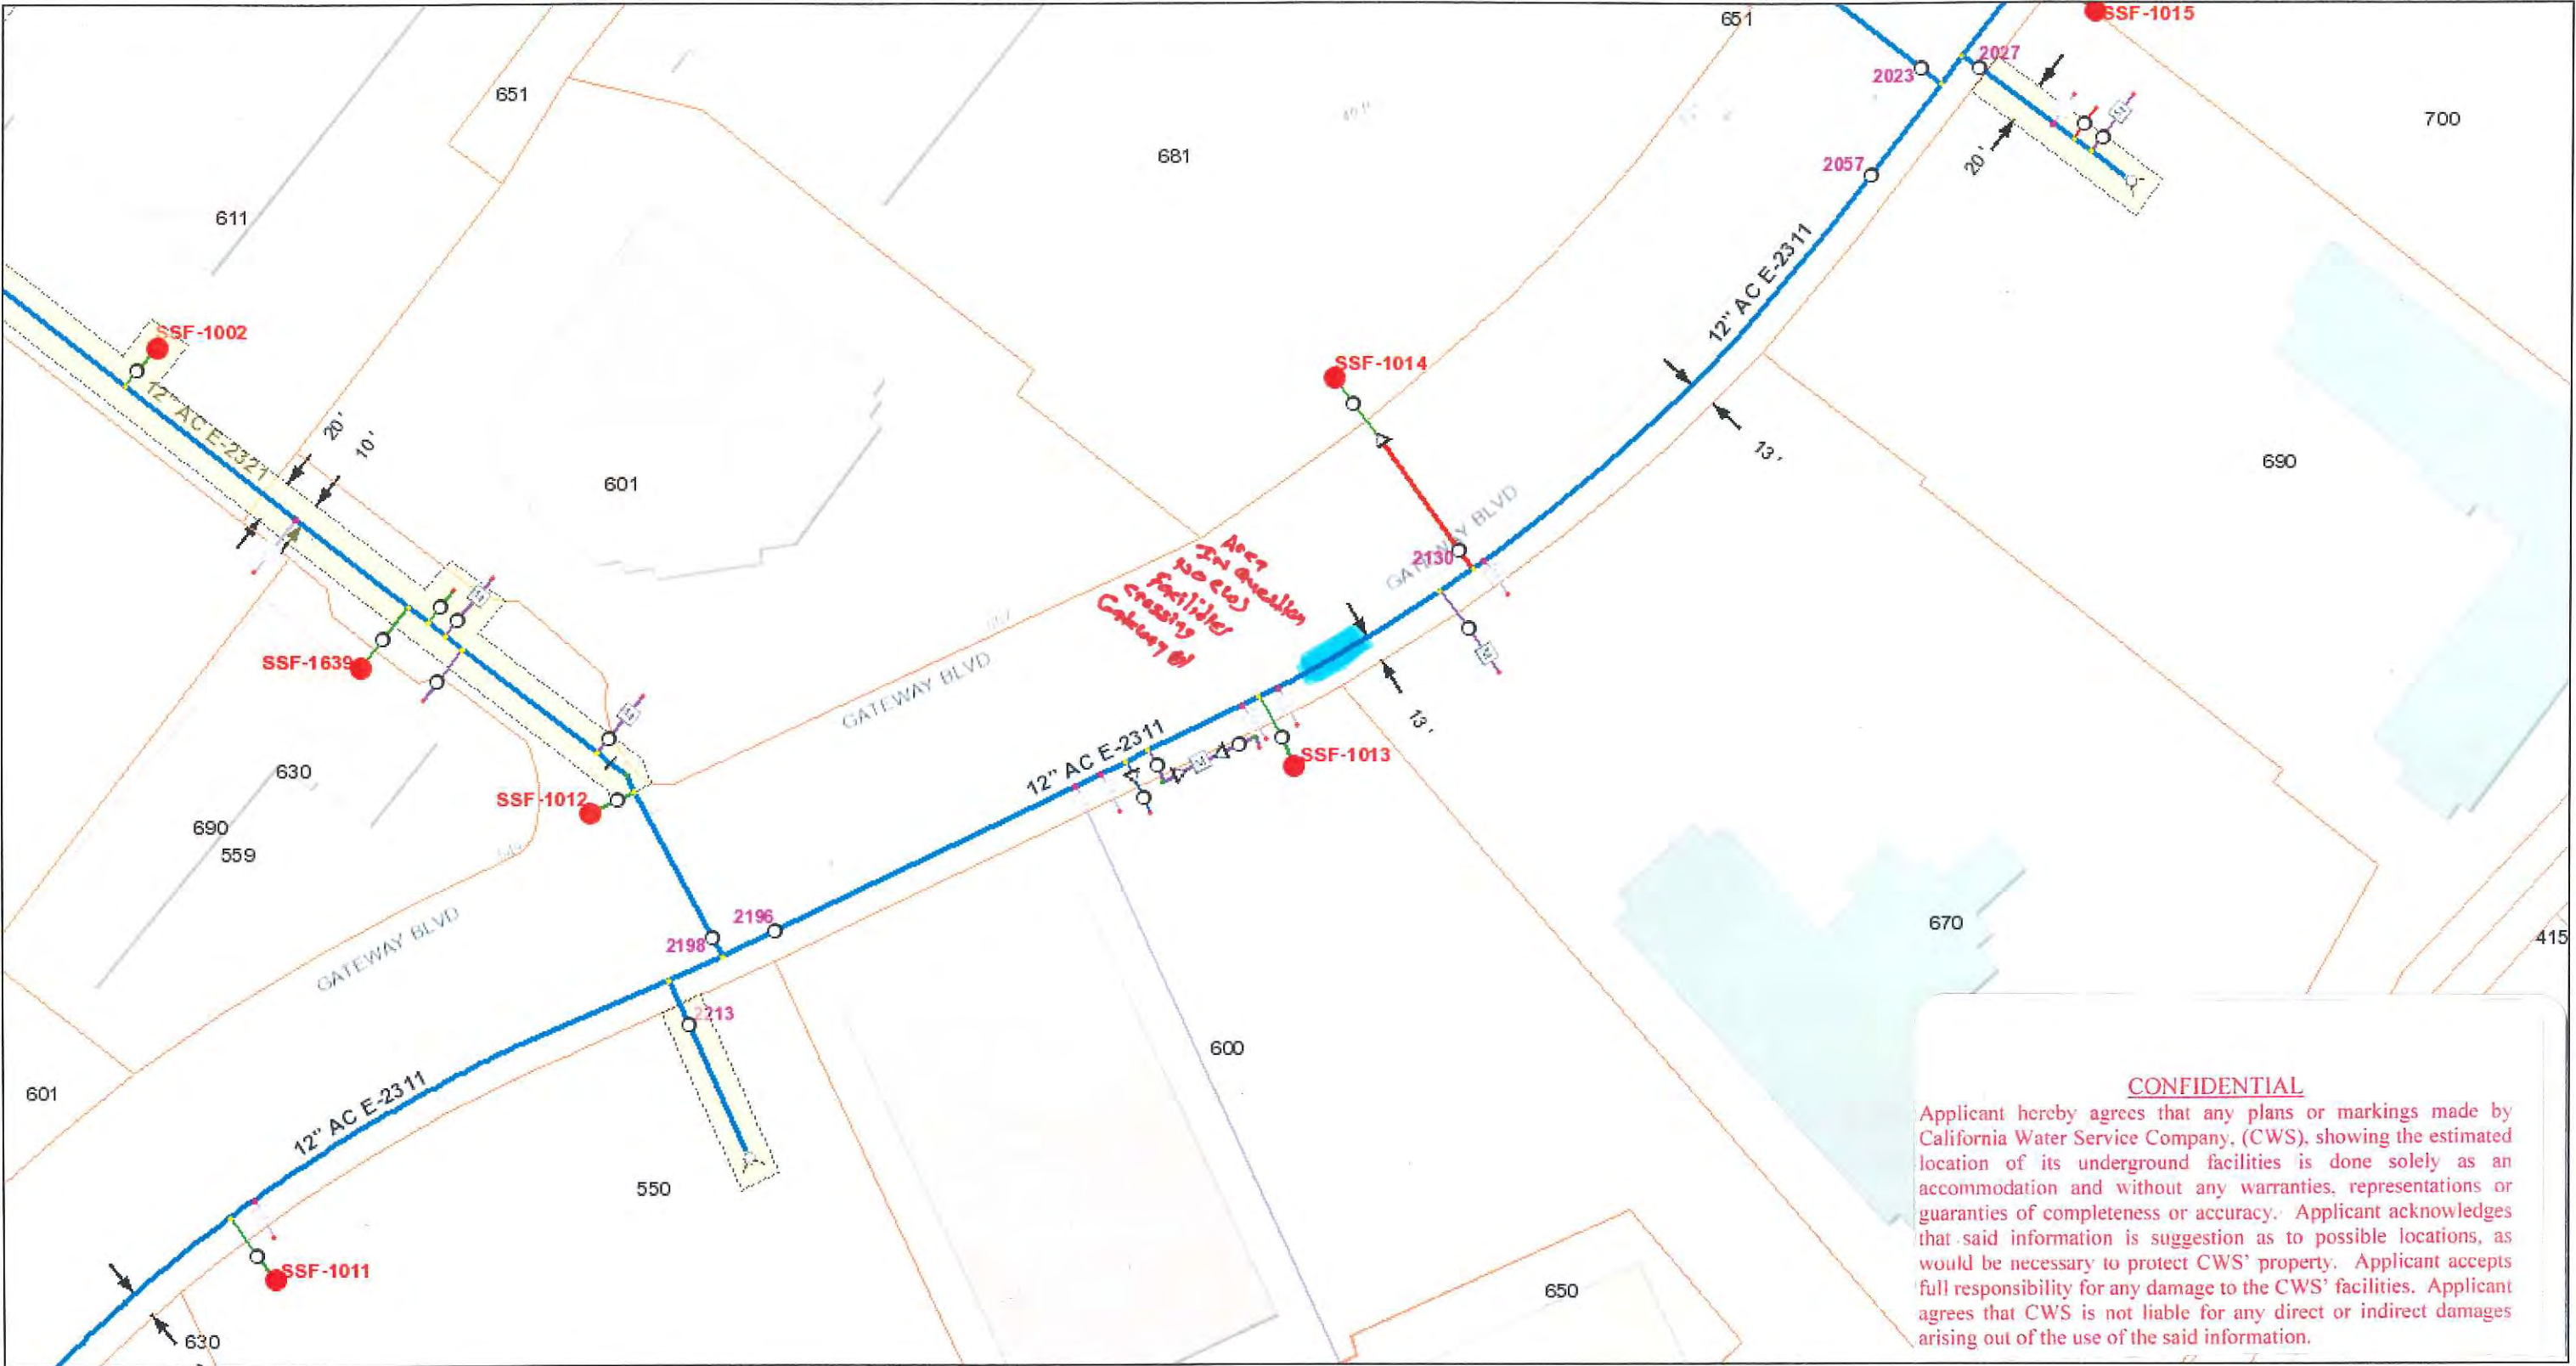 651
SSF-1015
2027
2023
651
700
681
2057
20'
611
12" AC E-2311
SSF-1002
SSF-1014
12" AC E-2321
20'
10'
13'
690
601
GATEWAY BLVD
2130
Area
IN Question
NO CWS
Facilities
Crossing
Gateway Bl
657
M
M
SSF-1639
GATEWAY BLVD
13'
12" AC E-2311
M
SSF-1013
630
SSF-1012
690
559
2196
670
415
GATEWAY BLVD
2198
2213
600
601
12" AC E-2311
550
SSF-1011
650
630
CONFIDENTIAL
Applicant hereby agrees that any plans or markings made by
California Water Service Company, (CWS), showing the estimated
location of its underground facilities is done solely as an
accommodation and without any warranties, representations or
guaranties of completeness or accuracy. Applicant acknowledges
that said information is suggestion as to possible locations, as
would be necessary to protect CWS' property. Applicant accepts
full responsibility for any damage to the CWS' facilities. Applicant
agrees that CWS is not liable for any direct or indirect damages
arising out of the use of the said information.